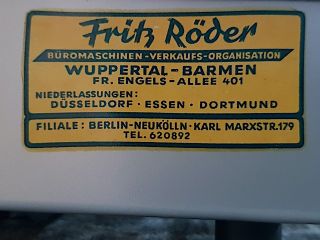 Fritz Röder
BÜROMASCHINEN-VERKAUFS-ORGANISATION
WUPPERTAL-BARMEN
FR. ENGELS-ALLEE 401
NIEDERLASSUNGEN:
DÜSSELDORF · ESSEN · DORTMUND
FILIALE: BERLIN-NEUKÖLLN · KARL MARXSTR. 179
TEL. 620892